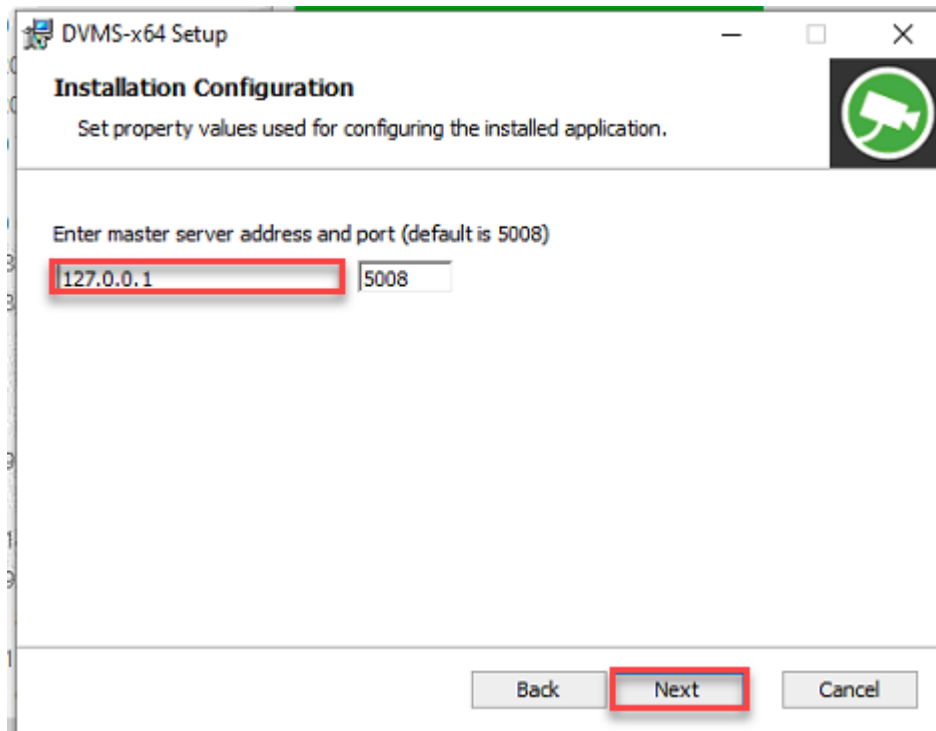 DVMS-x64 Setup
Installation Configuration
Set property values used for configuring the installed application.
Enter master server address and port (default is 5008)
127.0.0.1 5008
Back Next Cancel